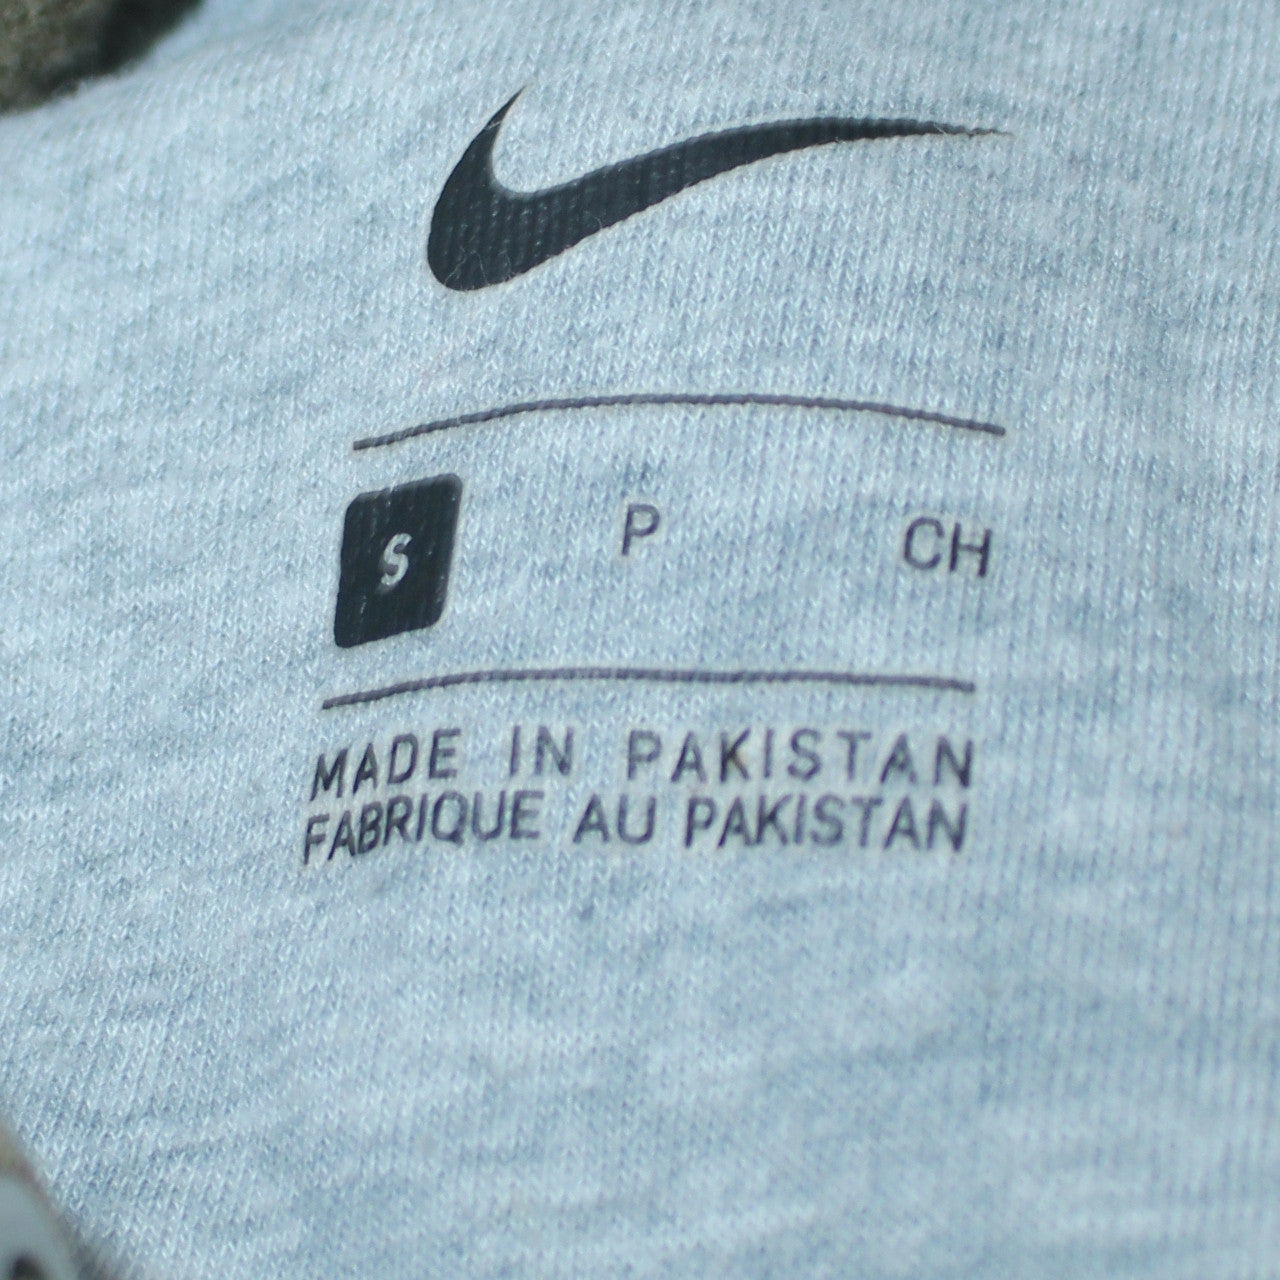 S P CH
MADE IN PAKISTAN
FABRIQUE AU PAKISTAN